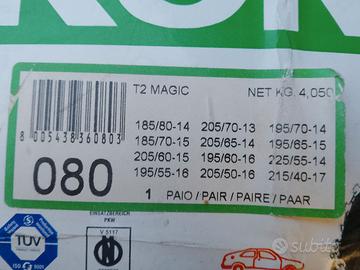 T2 MAGIC NET KG. 4,050
185/80-14 205/70-13 195/70-14
185/70-15 205/65-14 195/65-15
205/60-15 195/60-16 225/55-14
195/55-16 205/50-16 215/40-17
8 005438 360803
080
1 PAIO/PAIR/PAIRE/PAAR
EINSATZBEREICH
PKW
V 5117
TÜV
subito